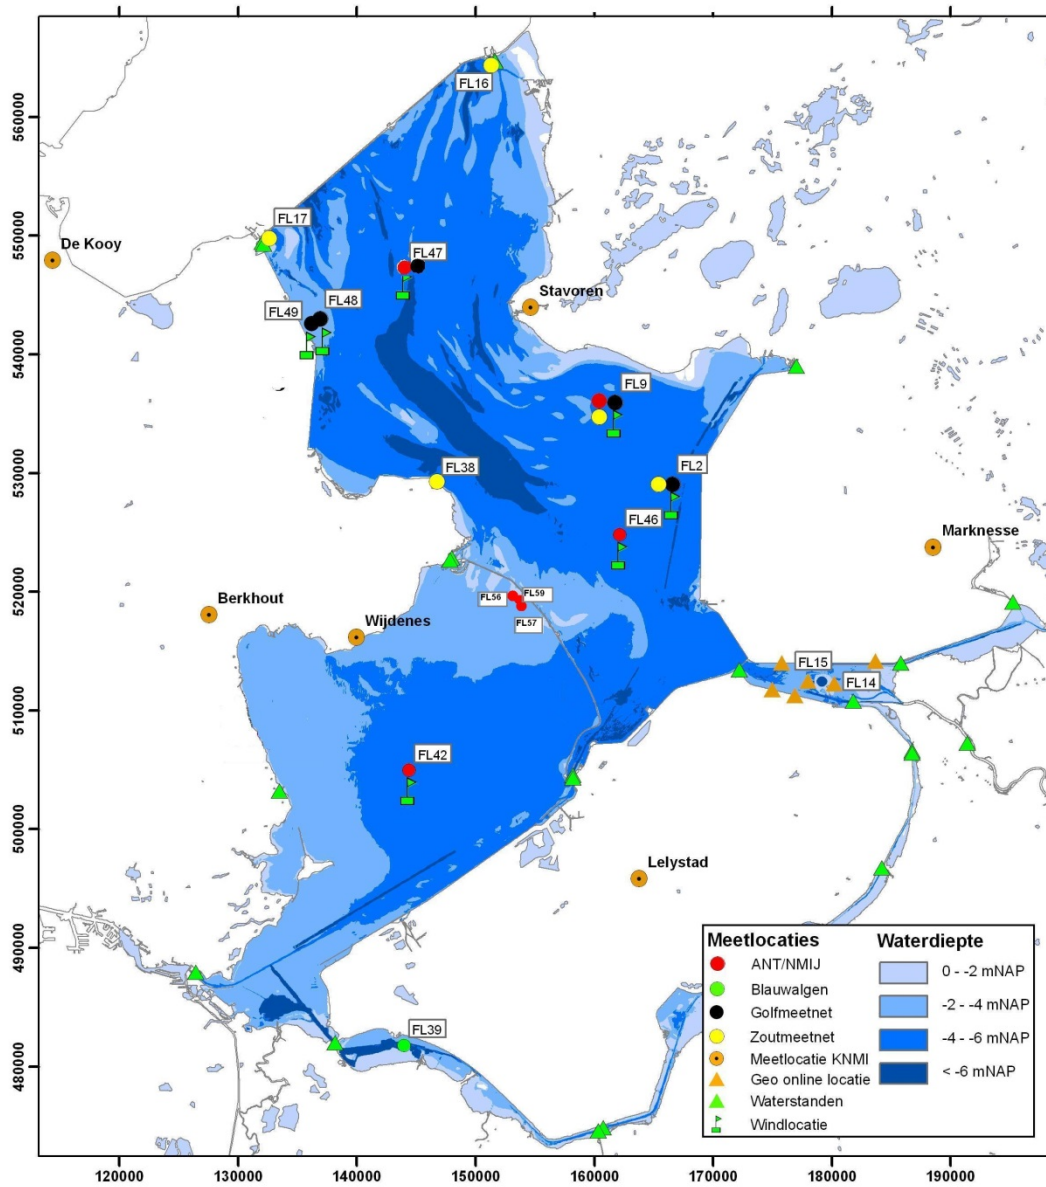 FL16
560000
FL17
550000
De Kooy
FL47
Stavoren
FL49
FL48
540000
FL9
FL38
FL2
530000
FL46
Marknesse
FL56
FL59
FL57
520000
Berkhout
Wijdenes
FL15
FL14
510000
FL42
500000
Lelystad
490000
FL39
480000
Meetlocaties
ANT/NMIJ
Blauwalgen
Golfmeetnet
Zoutmeetnet
Meetlocatie KNMI
Geo online locatie
Waterstanden
Windlocatie
Waterdiepte
0 - -2 mNAP
-2 - -4 mNAP
-4 - -6 mNAP
< -6 mNAP
120000 130000 140000 150000 160000 170000 180000 190000